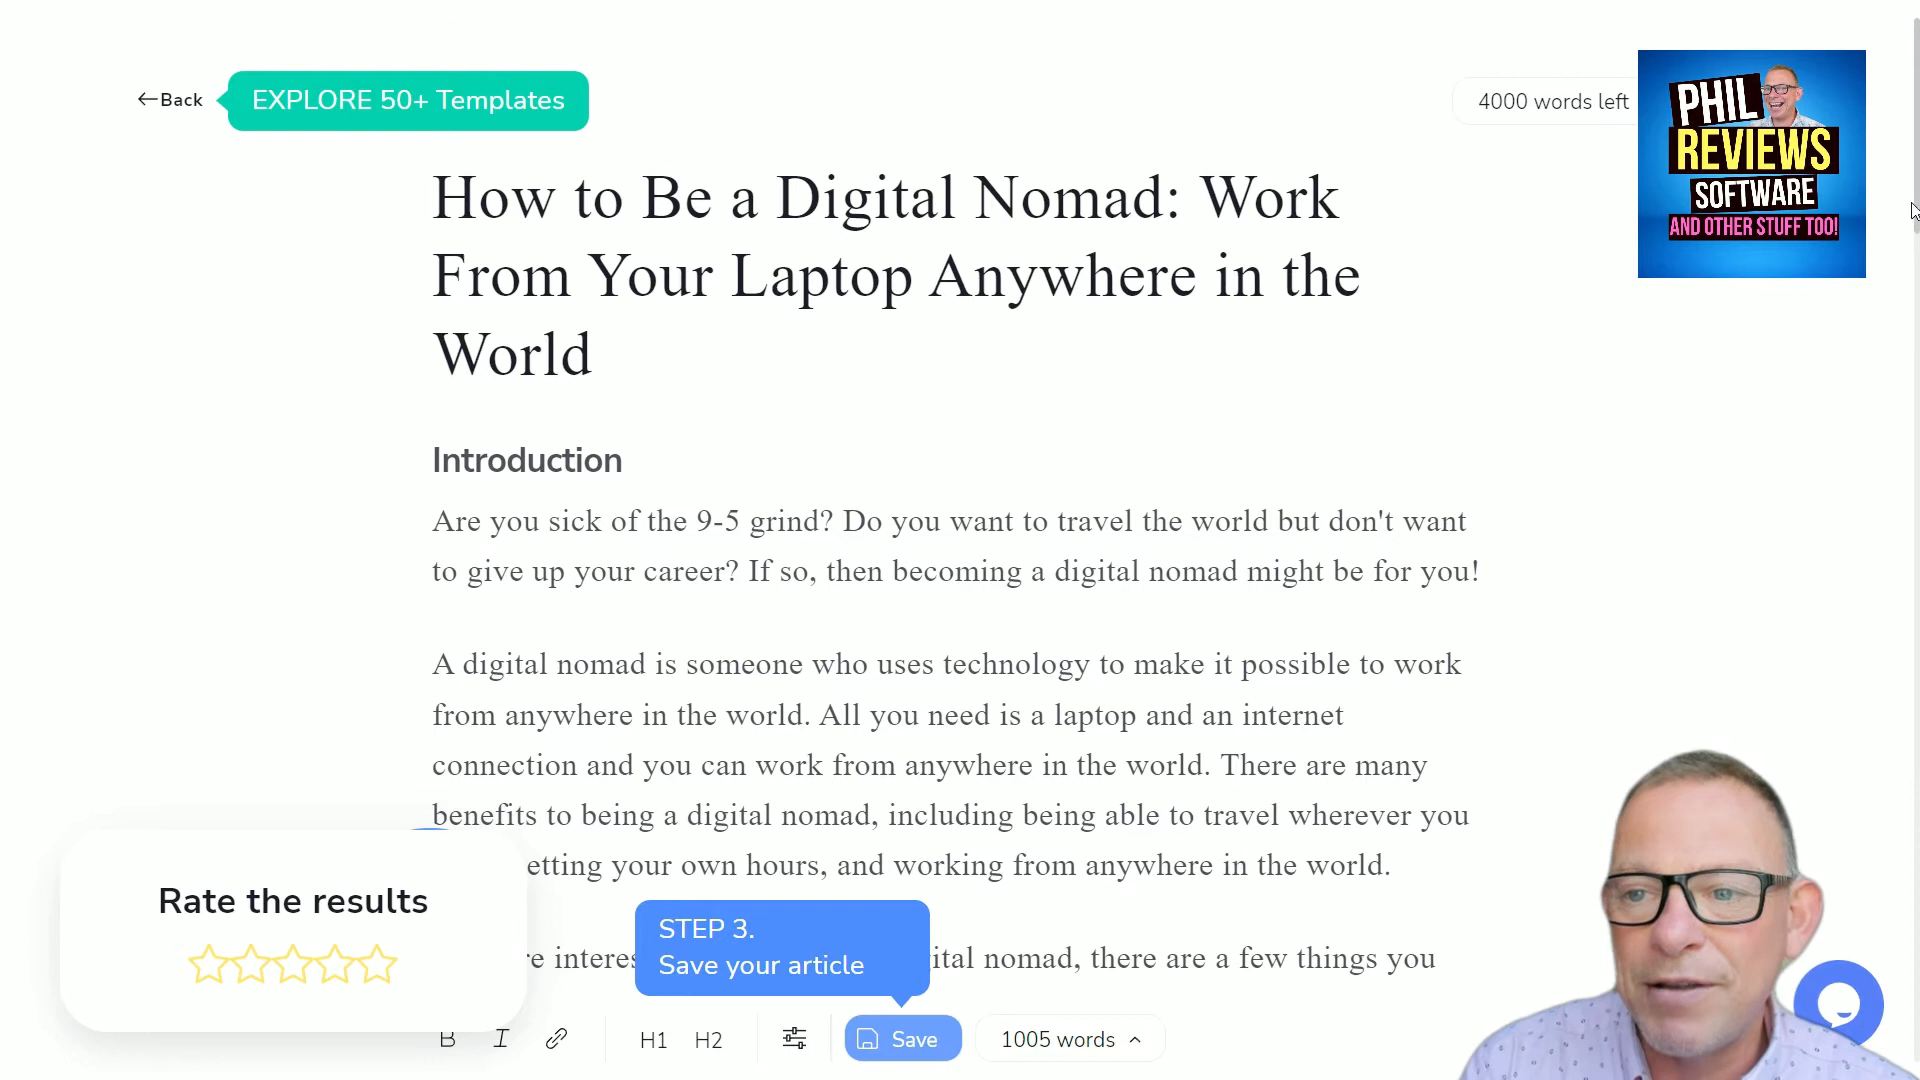 Back
EXPLORE 50+ Templates
4000 words left
PHIL
REVIEWS
SOFTWARE
AND OTHER STUFF TOO!
How to Be a Digital Nomad: Work
From Your Laptop Anywhere in the
World
Introduction
Are you sick of the 9-5 grind? Do you want to travel the world but don't want
to give up your career? If so, then becoming a digital nomad might be for you!
A digital nomad is someone who uses technology to make it possible to work
from anywhere in the world. All you need is a laptop and an internet
connection and you can work from anywhere in the world. There are many
benefits to being a digital nomad, including being able to travel wherever you
etting your own hours, and working from anywhere in the world.
Rate the results
STEP 3.
Save your article
re interes
ital nomad, there are a few things you
B I H1 H2 Save 1005 words